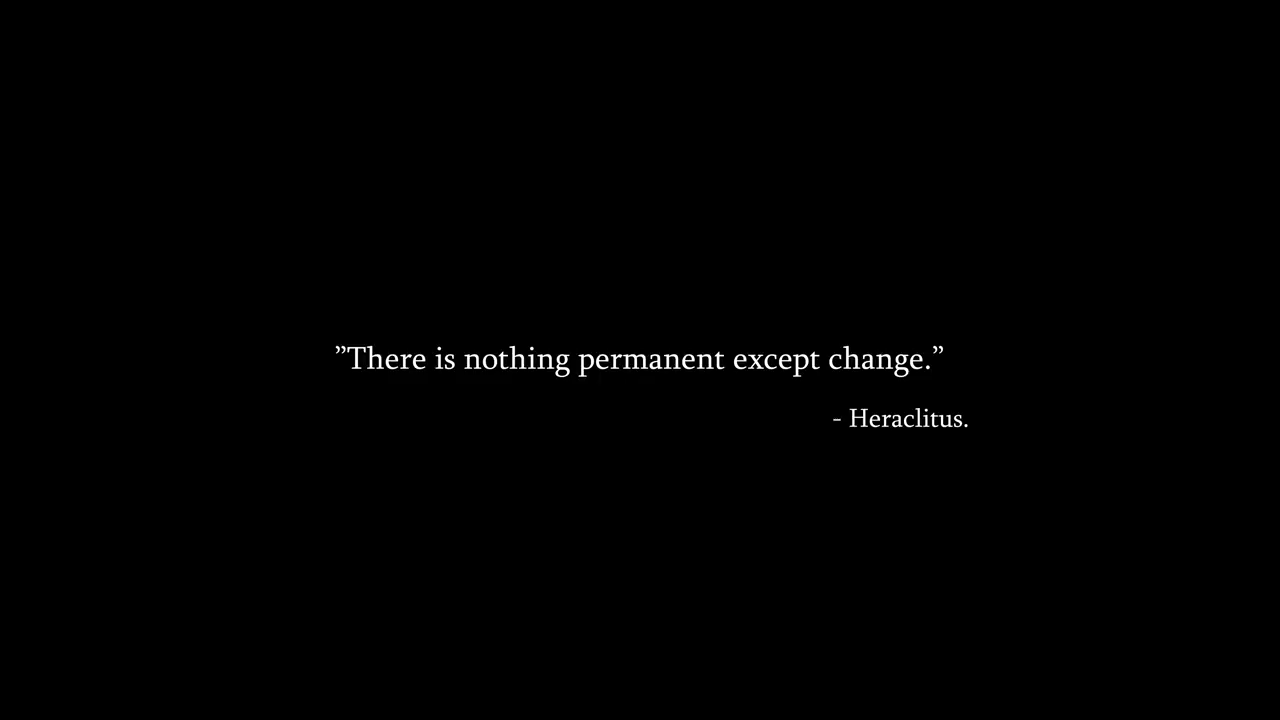 ”There is nothing permanent except change.”
- Heraclitus.